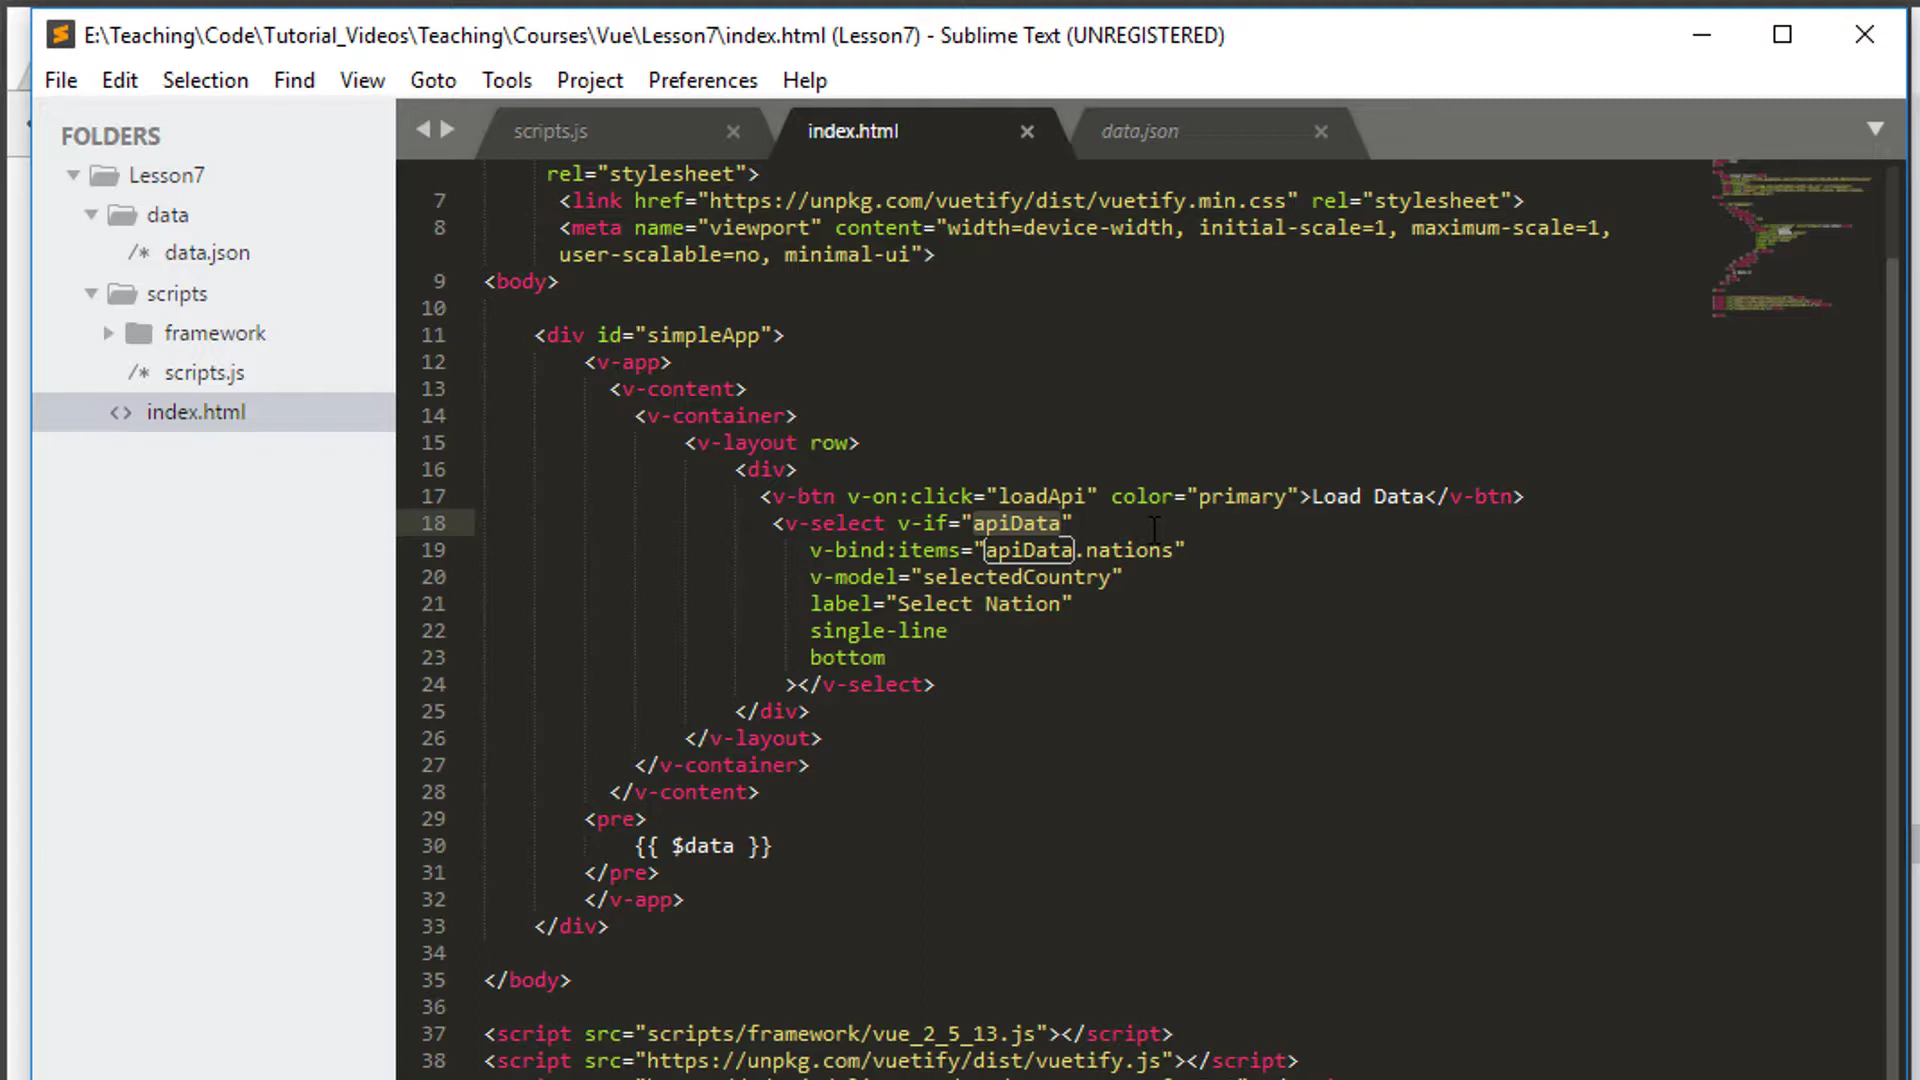 E:\Teaching\Code\Tutorial_Videos\Teaching\Courses\Vue\Lesson7\index.html (Lesson7) - Sublime Text (UNREGISTERED)
File Edit Selection Find View Goto Tools Project Preferences Help
FOLDERS
Lesson7
data
/* data.json
scripts
framework
/* scripts.js
<> index.html
scripts.js index.html data.json
rel="stylesheet">
7 <link href="https://unpkg.com/vuetify/dist/vuetify.min.css" rel="stylesheet">
8 <meta name="viewport" content="width=device-width, initial-scale=1, maximum-scale=1,
user-scalable=no, minimal-ui">
9 <body>
10
11 <div id="simpleApp">
12 <v-app>
13 <v-content>
14 <v-container>
15 <v-layout row>
16 <div>
17 <v-btn v-on:click="loadApi" color="primary">Load Data</v-btn>
18 <v-select v-if="apiData"
19 v-bind:items="apiData.nations"
20 v-model="selectedCountry"
21 label="Select Nation"
22 single-line
23 bottom
24 ></v-select>
25 </div>
26 </v-layout>
27 </v-container>
28 </v-content>
29 <pre>
30 {{ $data }}
31 </pre>
32 </v-app>
33 </div>
34
35 </body>
36
37 <script src="scripts/framework/vue_2_5_13.js"></script>
38 <script src="https://unpkg.com/vuetify/dist/vuetify.js"></script>